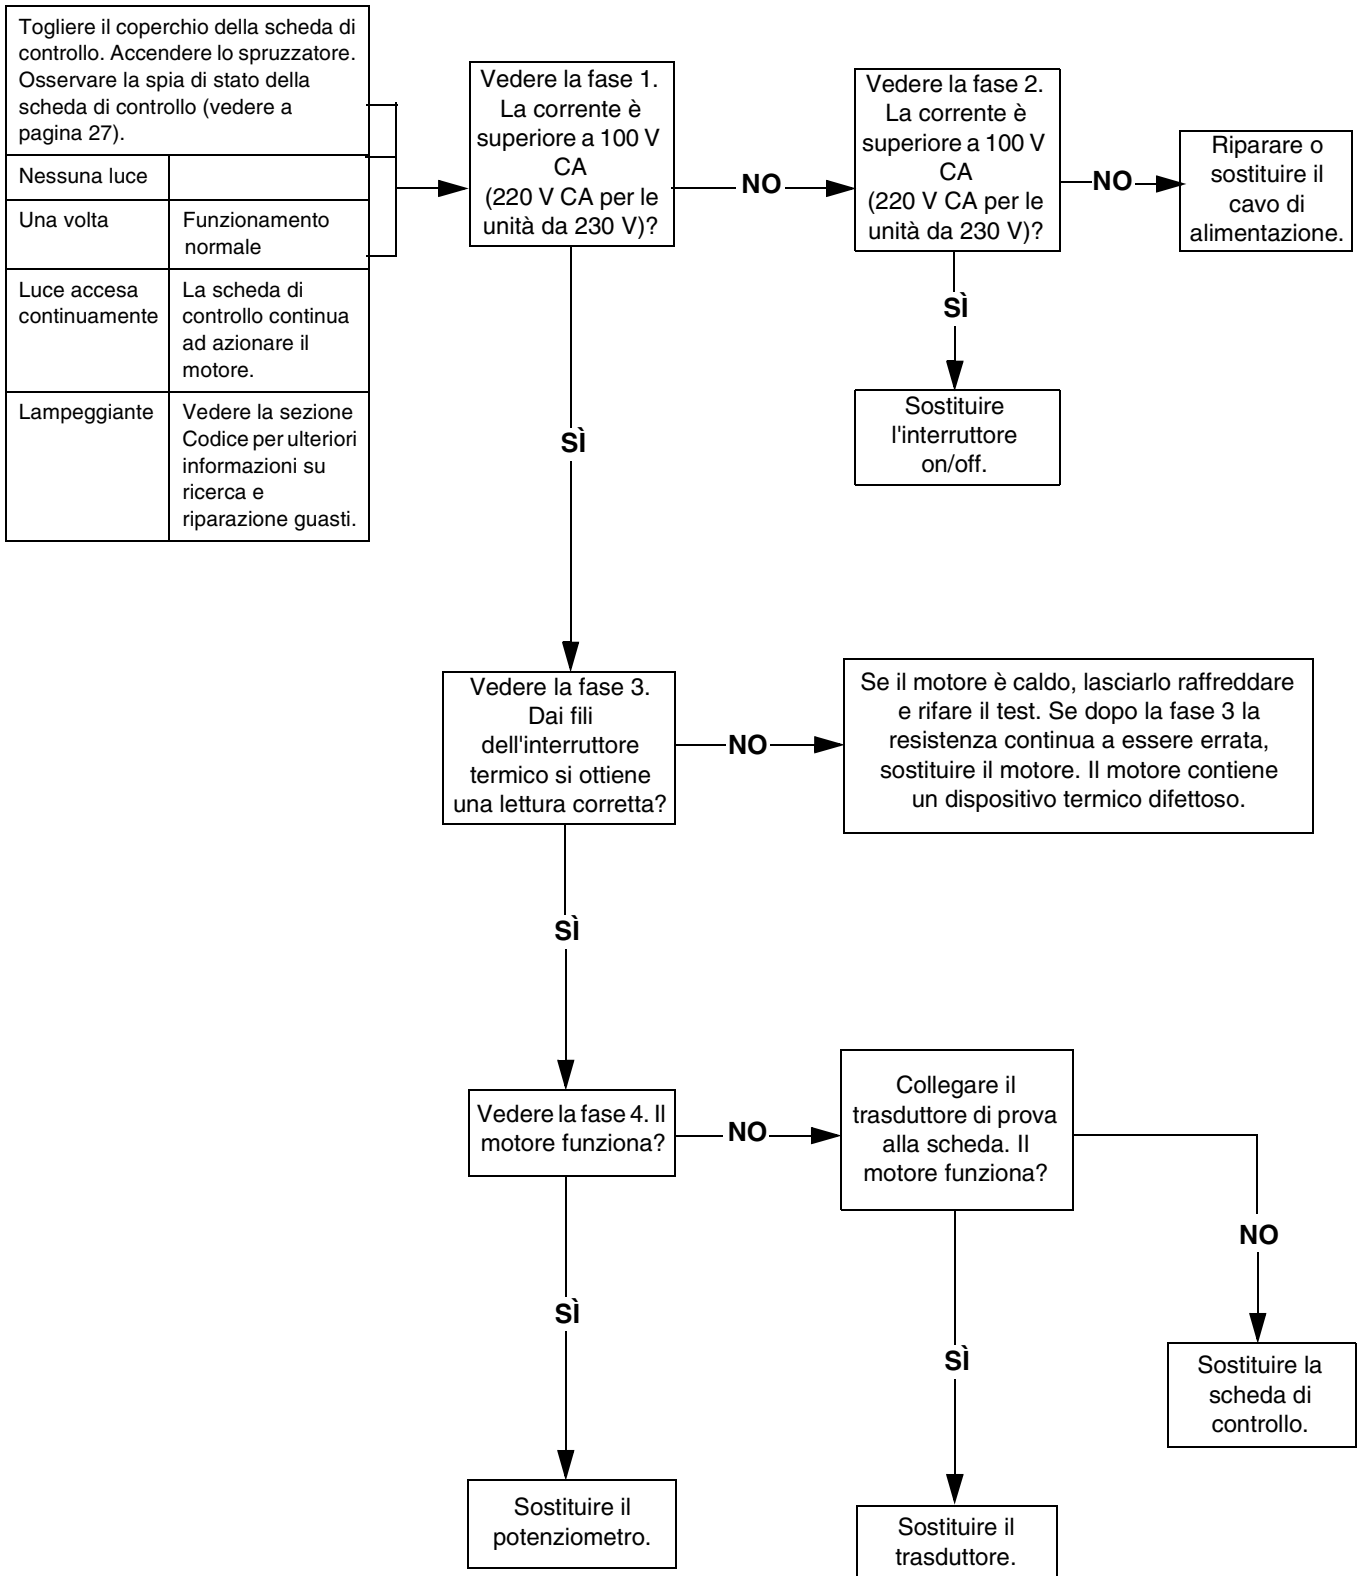 Togliere il coperchio della scheda di
controllo. Accendere lo spruzzatore.
Osservare la spia di stato della
scheda di controllo (vedere a
pagina 27).
Nessuna luce
Una volta
Funzionamento
normale
Luce accesa
continuamente
La scheda di
controllo continua
ad azionare il
motore.
Lampeggiante
Vedere la sezione
Codice per ulteriori
informazioni su
ricerca e
riparazione guasti.
Vedere la fase 1.
La corrente è
superiore a 100 V
CA
(220 V CA per le
unità da 230 V)?
NO
Vedere la fase 2.
La corrente è
superiore a 100 V
CA
(220 V CA per le
unità da 230 V)?
NO
Riparare o
sostituire il
cavo di
alimentazione.
SÌ
Sostituire
l'interruttore
on/off.
SÌ
Vedere la fase 3.
Dai fili
dell'interruttore
termico si ottiene
una lettura corretta?
NO
Se il motore è caldo, lasciarlo raffreddare
e rifare il test. Se dopo la fase 3 la
resistenza continua a essere errata,
sostituire il motore. Il motore contiene
un dispositivo termico difettoso.
SÌ
Vedere la fase 4. Il
motore funziona?
NO
Collegare il
trasduttore di prova
alla scheda. Il
motore funziona?
NO
Sostituire la
scheda di
controllo.
SÌ
Sostituire il
potenziometro.
SÌ
Sostituire il
trasduttore.